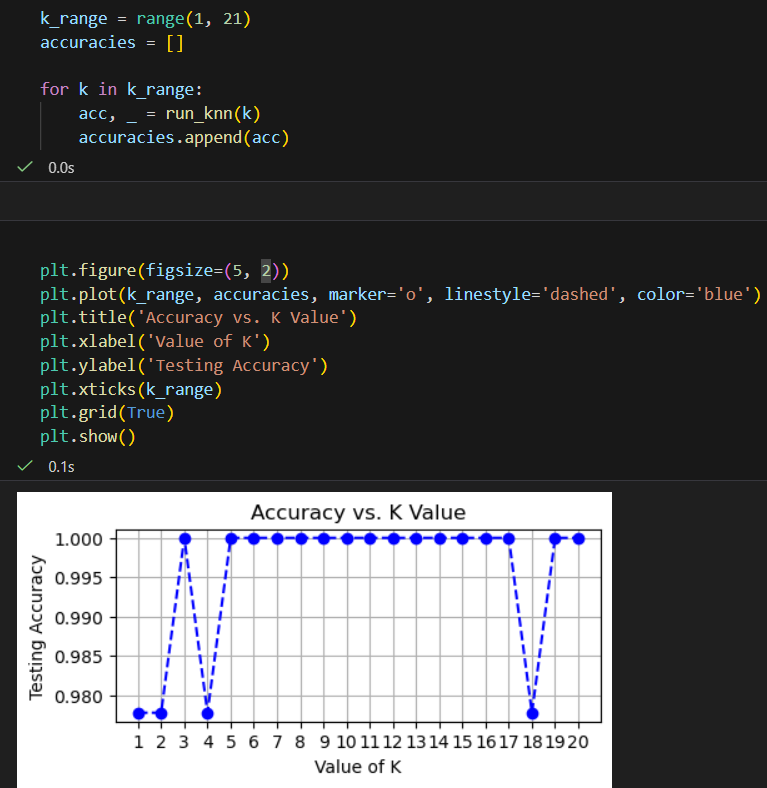 k_range = range(1, 21)
accuracies = []
for k in k_range:
    acc, _ = run_knn(k)
    accuracies.append(acc)
0.0s
plt.figure(figsize=(5, 2))
plt.plot(k_range, accuracies, marker='o', linestyle='dashed', color='blue')
plt.title('Accuracy vs. K Value')
plt.xlabel('Value of K')
plt.ylabel('Testing Accuracy')
plt.xticks(k_range)
plt.grid(True)
plt.show()
0.1s
Accuracy vs. K Value
Testing Accuracy
1.000
0.995
0.990
0.985
0.980
1 2 3 4 5 6 7 8 9 10 11 12 13 14 15 16 17 18 19 20
Value of K